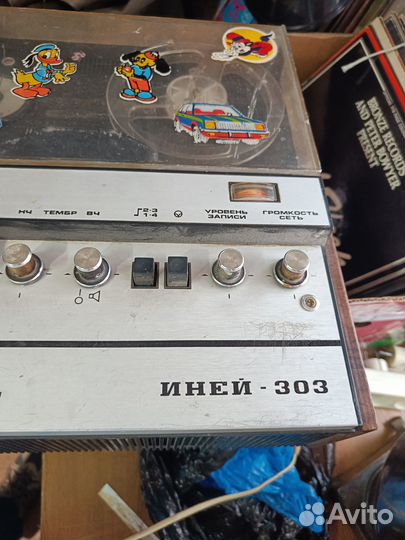 НЧ ТЕМБР ВЧ
2-3
1-4
УРОВЕНЬ
ЗАПИСИ
ГРОМКОСТЬ
СЕТЬ
ИНЕЙ - 303
Avito